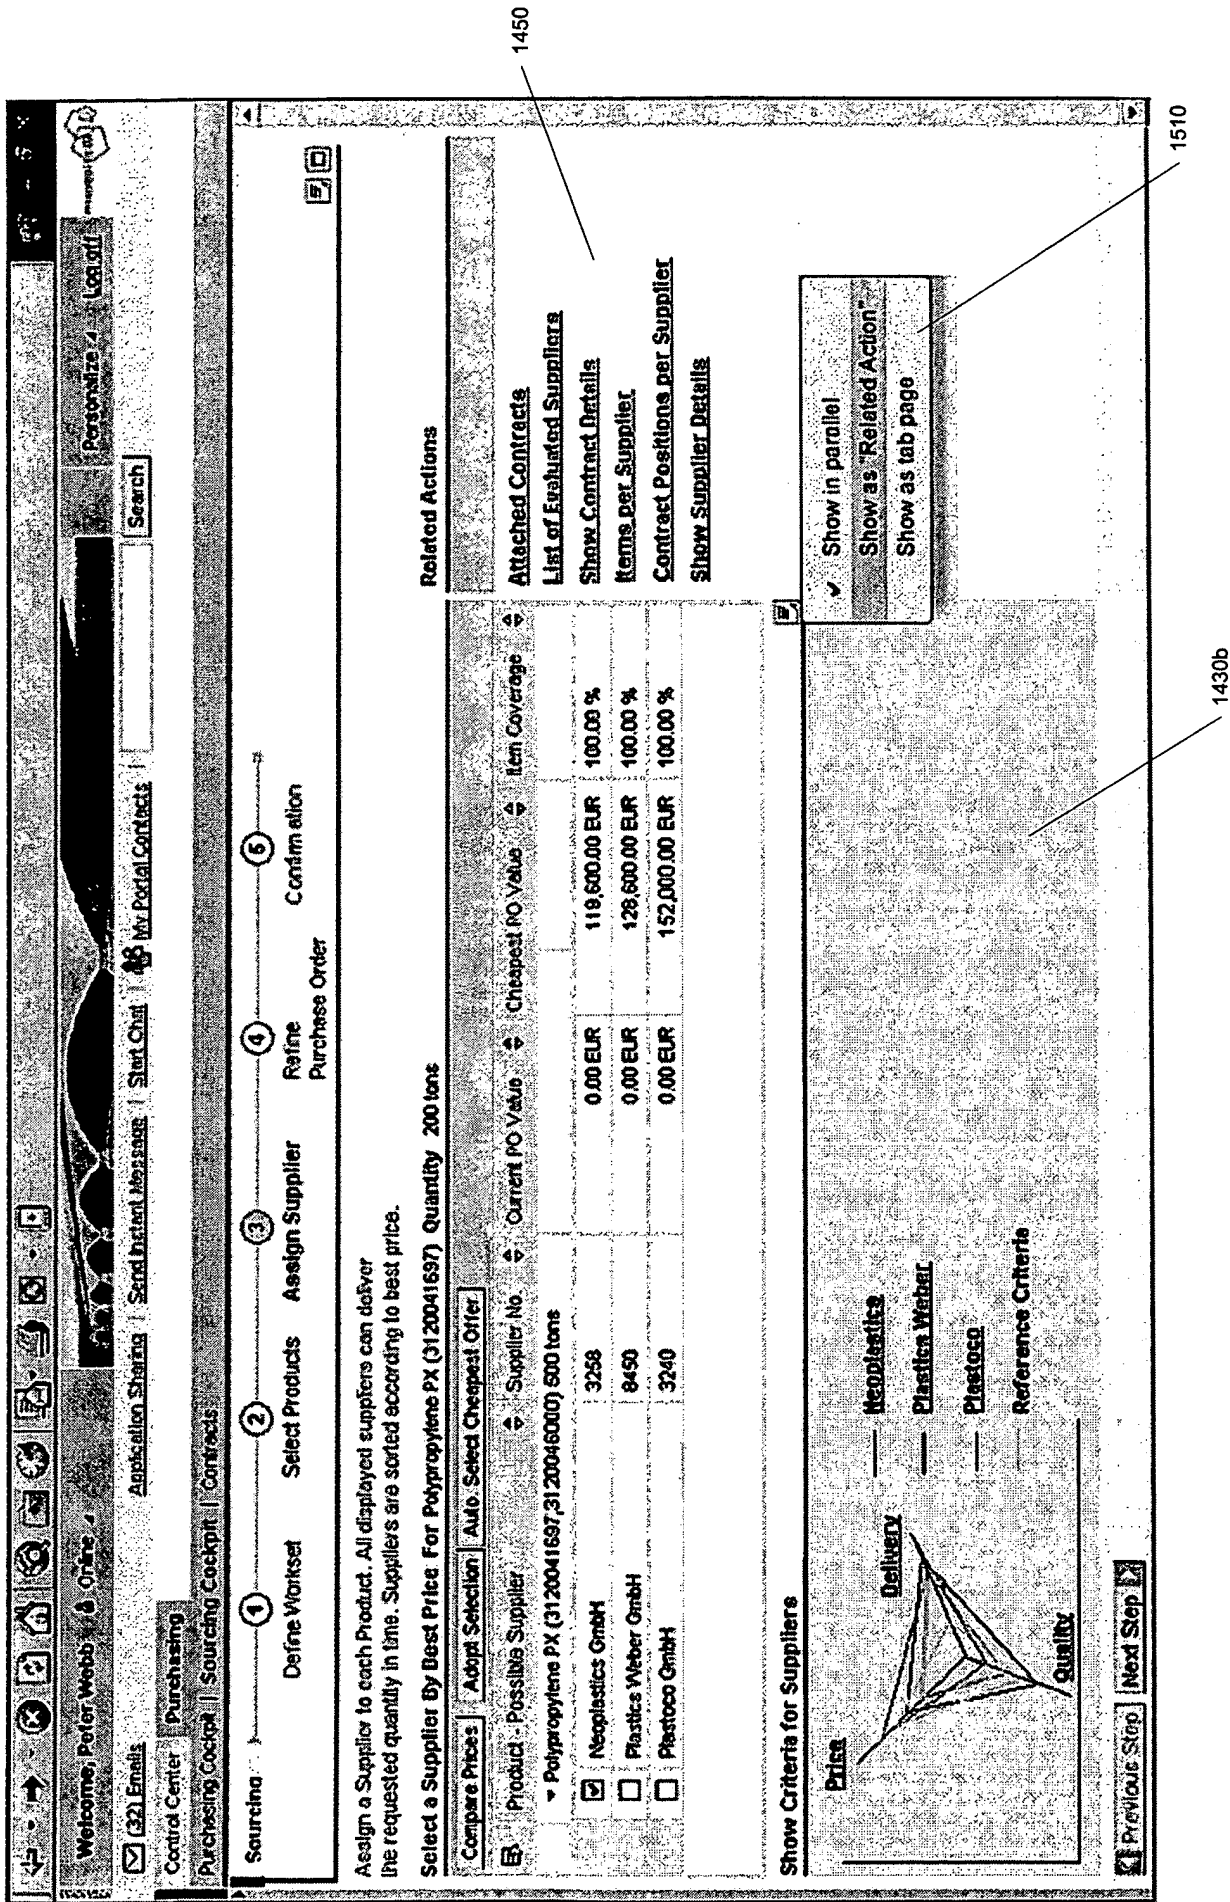 Welcome, Peter Webb
Online
Personalize
Log off
(32) Emails
Application Sharing | Send Instant Message | Start Chat | My Portal Contacts | Search
Control Center | Purchasing
Purchasing Cockpit | Sourcing Cockpit | Contracts
Sourcing
1 2 3 4 5
Define Workset
Select Products
Assign Supplier
Refine
Purchase Order
Confirmation
Assign a Supplier to each Product. All displayed suppliers can deliver
the requested quantity in time. Suppliers are sorted according to best price.
Select a Supplier By Best Price For Polypropylene PX (3120041697) Quantity 200 tons
Related Actions
Compare Prices | Adopt Selection | Auto. Select Cheapest Offer
Product - Possible Supplier
Supplier No.
Current PO Value
Cheapest PO Value
Item Coverage
Polypropylene PX (3120041697,3120046000) 600 tons
Neoplastics GmbH 3258 0.00 EUR 119,600.00 EUR 100.00 %
Plastics Weber GmbH 8450 0.00 EUR 128,600.00 EUR 100.00 %
Plastoco GmbH 3240 0.00 EUR 152,000.00 EUR 100.00 %
Attached Contracts
List of Evaluated Suppliers
Show Contract Details
Items per Supplier
Contract Positions per Supplier
Show Supplier Details
Show Criteria for Suppliers
Show in parallel
Show as "Related Action"
Show as tab page
Price
Delivery
Quality
Neoplastics
Plastics Weber
Plastoco
Reference Criteria
Previous Step | Next Step
1450
1510
1430b